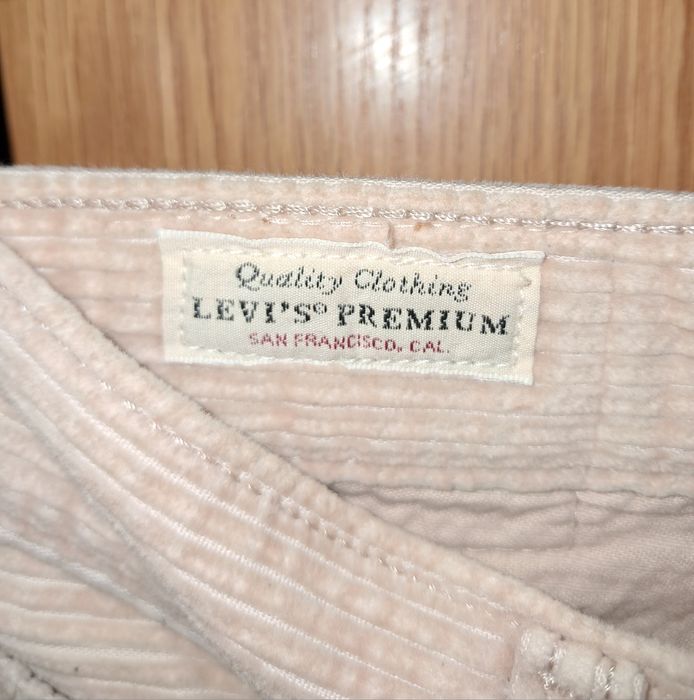 Quality Clothing
LEVI'S® PREMIUM
SAN FRANCISCO, CAL.